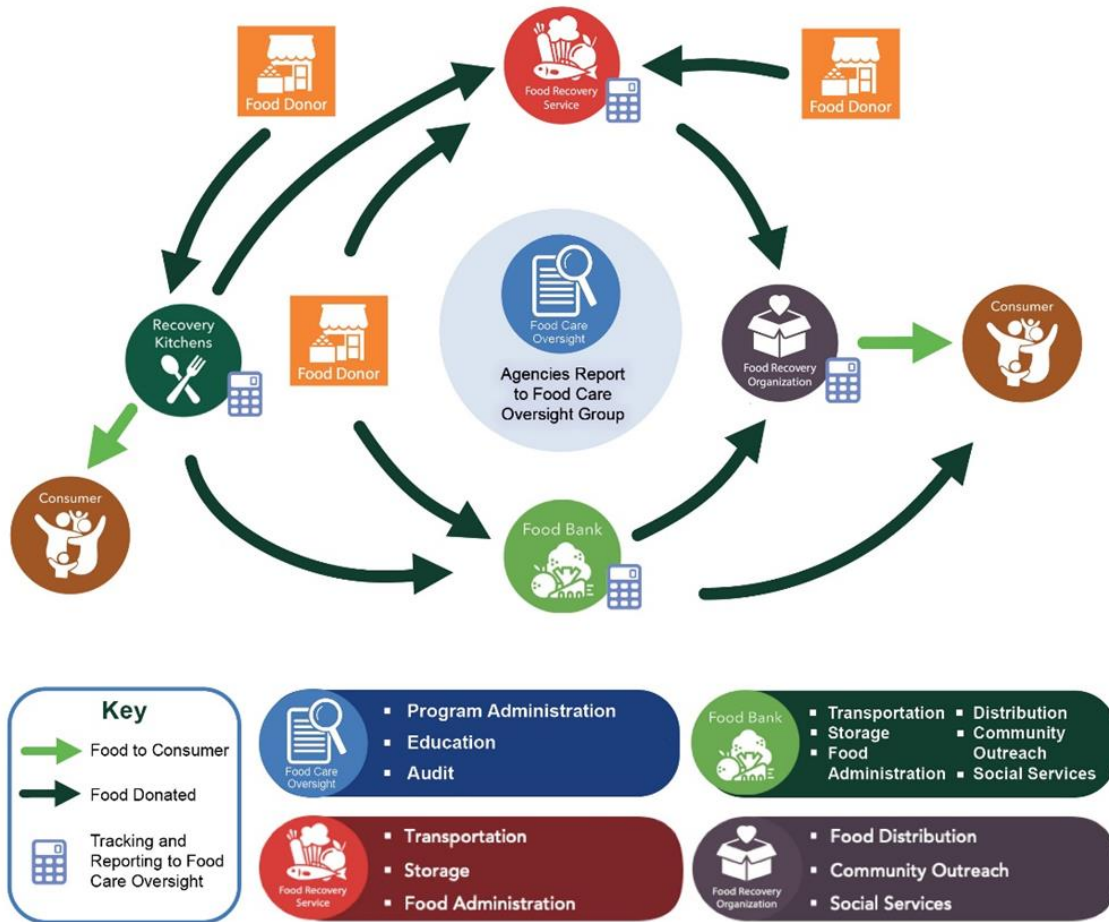 Food Donor
Food Recovery
Service
Food Donor
Recovery
Kitchens
Food Donor
Food Care
Oversight
Agencies Report
to Food Care
Oversight Group
Food Recovery
Organization
Consumer
Consumer
Food Bank
Key
Food to Consumer
Food Donated
Tracking and
Reporting to Food
Care Oversight
Food Care
Oversight
▪ Program Administration
▪ Education
▪ Audit
Food Bank
▪ Transportation
▪ Storage
▪ Food
Administration
▪ Distribution
▪ Community
Outreach
▪ Social Services
Food Recovery
Service
▪ Transportation
▪ Storage
▪ Food Administration
Food Recovery
Organization
▪ Food Distribution
▪ Community Outreach
▪ Social Services